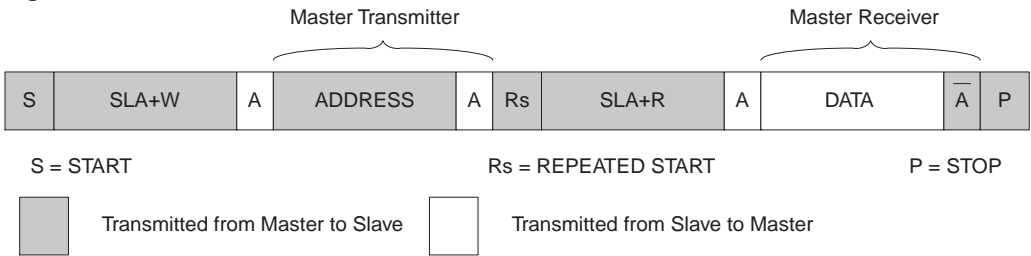 Master Transmitter Master Receiver
S SLA+W A ADDRESS A Rs SLA+R A DATA A̅ P
S = START Rs = REPEATED START P = STOP
Transmitted from Master to Slave Transmitted from Slave to Master